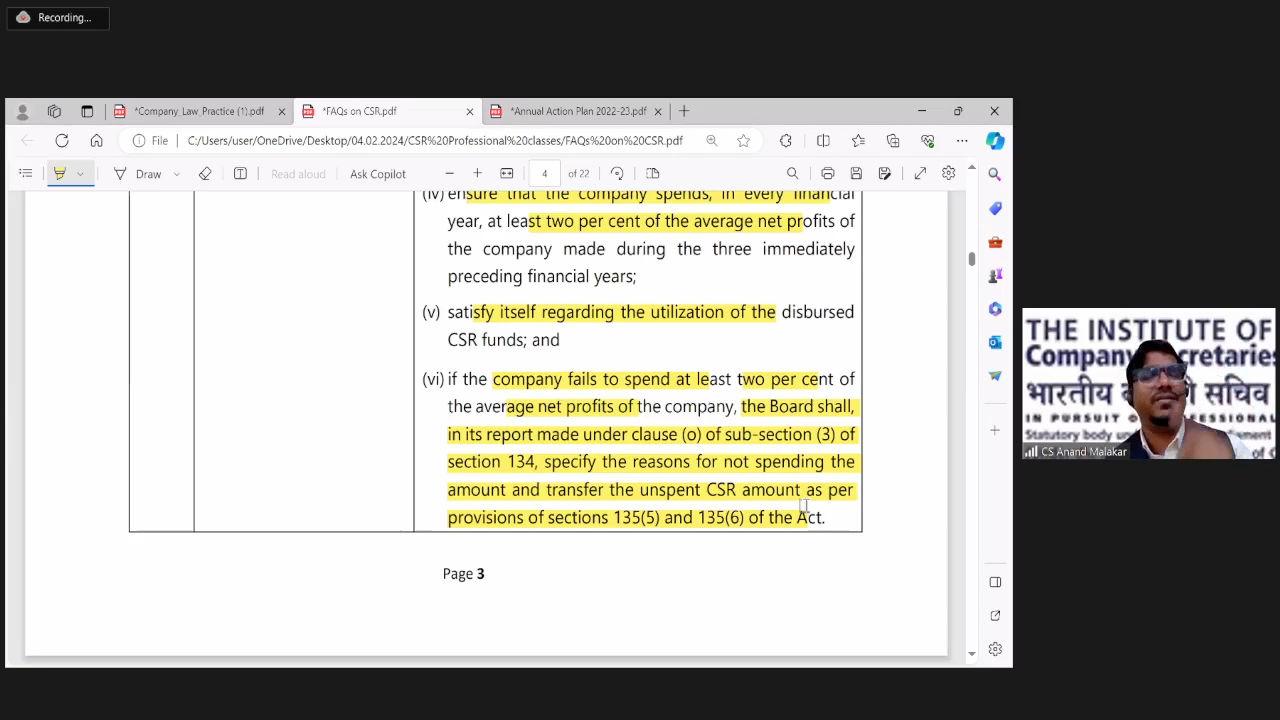 Recording...
*Company_Law_Practice (1).pdf
*FAQs on CSR.pdf
*Annual Action Plan 2022-23.pdf
File
C:/Users/user/OneDrive/Desktop/04.02.2024/CSR%20Professional%20classes/FAQs%20on%20CSR.pdf
Draw
Read aloud
Ask Copilot
4 of 22
(iv) ensure that the company spends, in every financial
year, at least two per cent of the average net profits of
the company made during the three immediately
preceding financial years;
(v) satisfy itself regarding the utilization of the disbursed
CSR funds; and
(vi) if the company fails to spend at least two per cent of
the average net profits of the company, the Board shall,
in its report made under clause (o) of sub-section (3) of
section 134, specify the reasons for not spending the
amount and transfer the unspent CSR amount as per
provisions of sections 135(5) and 135(6) of the Act.
Page 3
THE INSTITUTE OF
Company
भारतीय
सचिव
IN PURSUIT
Statutory body
CS Anand Malakar